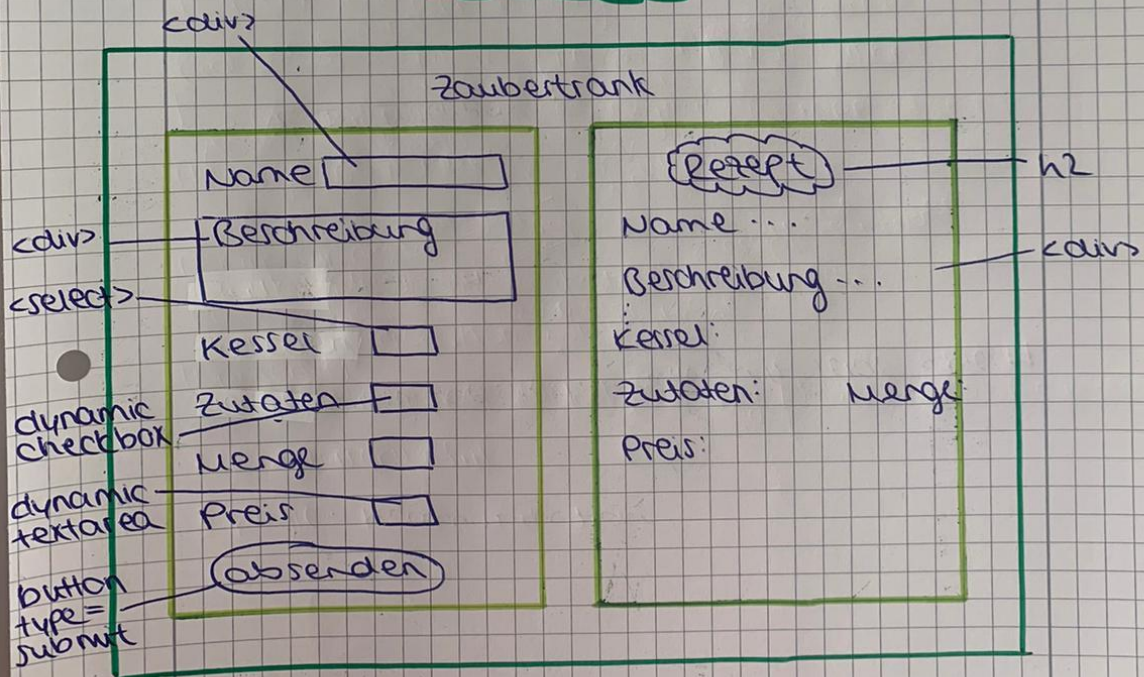 <div>
Zaubertrank
Name
<div>
Beschreibung
<select>
Kessel
dynamic
checkbox
Zutaten
Menge
dynamic
textarea
Preis
button
type=
submit
absenden
Rezept
h2
Name ...
<div>
Beschreibung ...
Kessel:
Zutaten: Menge:
Preis: